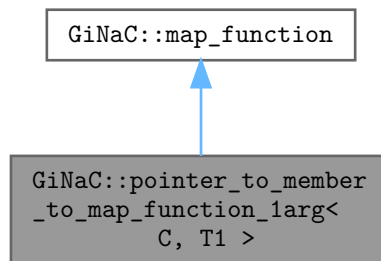 GiNaC::map_function
GiNaC::pointer_to_member
_to_map_function_1arg<
C, T1 >